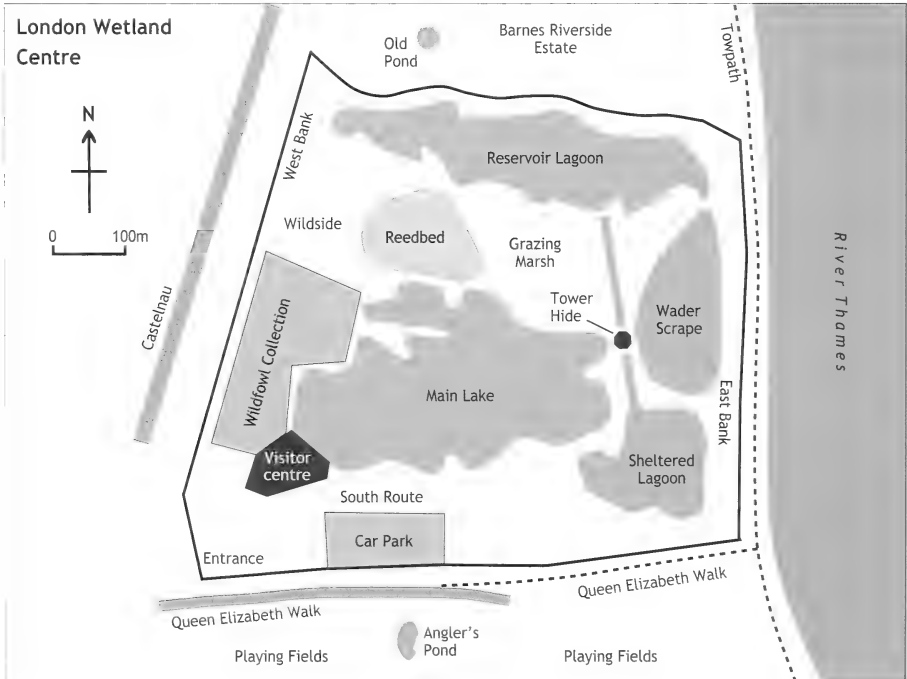 London Wetland
Centre
Old
Pond
Barnes Riverside
Estate
Towpath
N
West Bank
Reservoir Lagoon
Wildside
Reedbed
Grazing
Marsh
0 100m
River Thames
Castelnau
Wildfowl Collection
Tower
Hide
Wader
Scrape
Main Lake
East Bank
Visitor
centre
Sheltered
Lagoon
South Route
Car Park
Entrance
Queen Elizabeth Walk
Queen Elizabeth Walk
Angler's
Pond
Playing Fields
Playing Fields